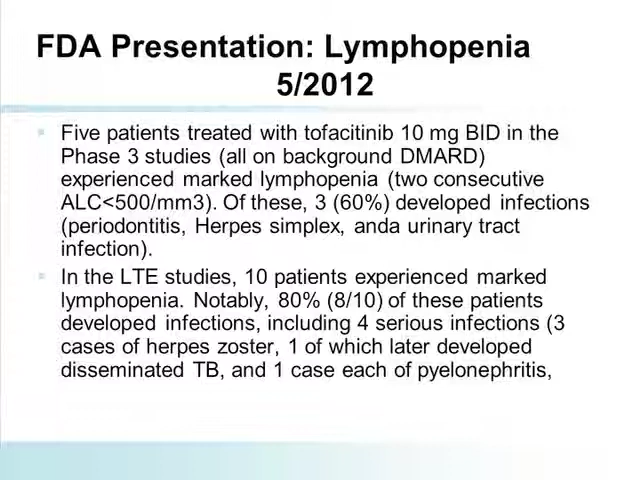 FDA Presentation: Lymphopenia
5/2012
Five patients treated with tofacitinib 10 mg BID in the
Phase 3 studies (all on background DMARD)
experienced marked lymphopenia (two consecutive
ALC<500/mm3). Of these, 3 (60%) developed infections
(periodontitis, Herpes simplex, anda urinary tract
infection).
In the LTE studies, 10 patients experienced marked
lymphopenia. Notably, 80% (8/10) of these patients
developed infections, including 4 serious infections (3
cases of herpes zoster, 1 of which later developed
disseminated TB, and 1 case each of pyelonephritis,